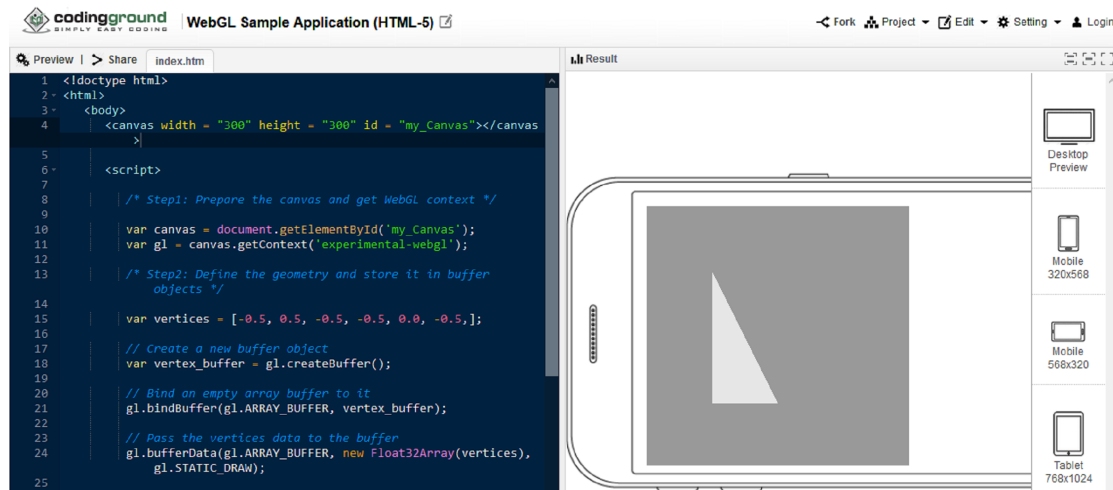 codingground
SIMPLY EASY CODING
WebGL Sample Application (HTML-5)
Fork Project Edit Setting Login
Preview | Share index.htm
1 <!doctype html>
2 <html>
3 <body>
4 <canvas width = "300" height = "300" id = "my_Canvas"></canvas
>
5
6 <script>
7
8 /* Step1: Prepare the canvas and get WebGL context */
9
10 var canvas = document.getElementById('my_Canvas');
11 var gl = canvas.getContext('experimental-webgl');
12
13 /* Step2: Define the geometry and store it in buffer
objects */
14
15 var vertices = [-0.5, 0.5, -0.5, -0.5, 0.0, -0.5,];
16
17 // Create a new buffer object
18 var vertex_buffer = gl.createBuffer();
19
20 // Bind an empty array buffer to it
21 gl.bindBuffer(gl.ARRAY_BUFFER, vertex_buffer);
22
23 // Pass the vertices data to the buffer
24 gl.bufferData(gl.ARRAY_BUFFER, new Float32Array(vertices),
gl.STATIC_DRAW);
25
Result
Desktop
Preview
Mobile
320x568
Mobile
568x320
Tablet
768x1024